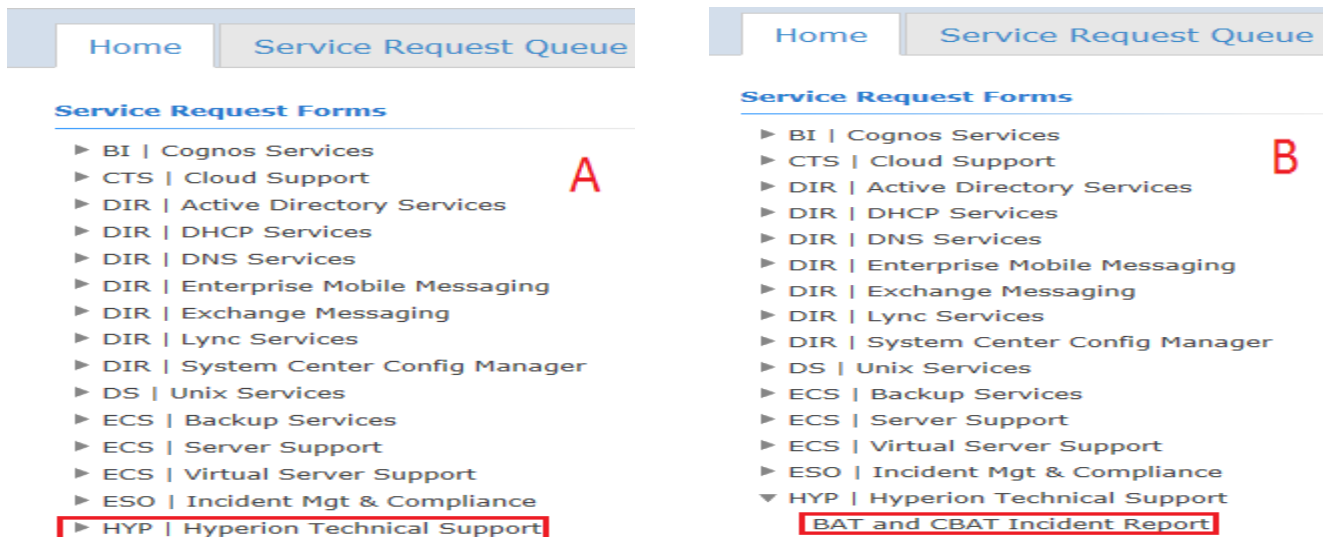 Home Service Request Queue
Service Request Forms
BI | Cognos Services
CTS | Cloud Support
A
DIR | Active Directory Services
DIR | DHCP Services
DIR | DNS Services
DIR | Enterprise Mobile Messaging
DIR | Exchange Messaging
DIR | Lync Services
DIR | System Center Config Manager
DS | Unix Services
ECS | Backup Services
ECS | Server Support
ECS | Virtual Server Support
ESO | Incident Mgt & Compliance
HYP | Hyperion Technical Support
Home Service Request Queue
Service Request Forms
BI | Cognos Services
CTS | Cloud Support
B
DIR | Active Directory Services
DIR | DHCP Services
DIR | DNS Services
DIR | Enterprise Mobile Messaging
DIR | Exchange Messaging
DIR | Lync Services
DIR | System Center Config Manager
DS | Unix Services
ECS | Backup Services
ECS | Server Support
ECS | Virtual Server Support
ESO | Incident Mgt & Compliance
HYP | Hyperion Technical Support
BAT and CBAT Incident Report